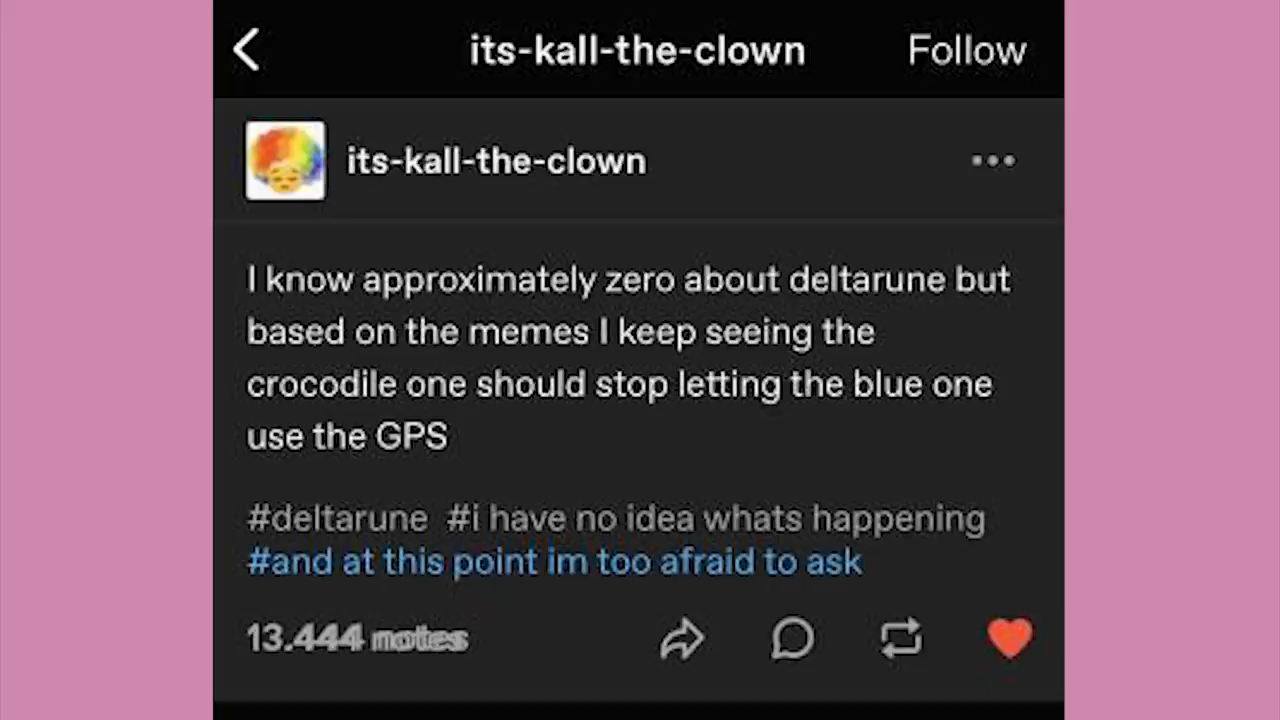 its-kall-the-clown Follow
its-kall-the-clown
I know approximately zero about deltarune but
based on the memes I keep seeing the
crocodile one should stop letting the blue one
use the GPS
#deltarune #i have no idea whats happening
#and at this point im too afraid to ask
13.444 notes